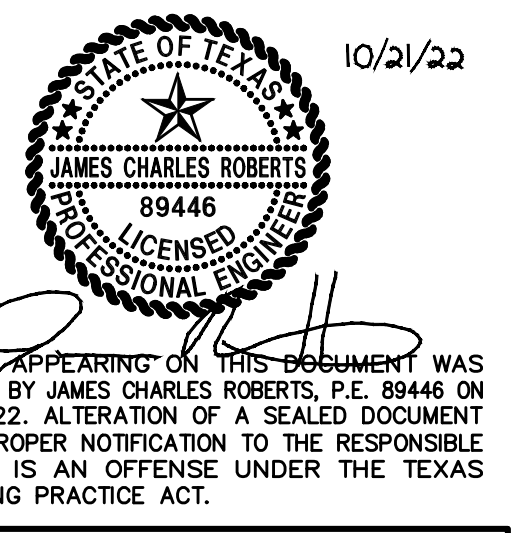 STATE OF TEXAS
10/21/22
JAMES CHARLES ROBERTS
89446
LICENSED
PROFESSIONAL ENGINEER
APPEARING ON THIS DOCUMENT WAS
BY JAMES CHARLES ROBERTS, P.E. 89446 ON
22. ALTERATION OF A SEALED DOCUMENT
ROPER NOTIFICATION TO THE RESPONSIBLE
IS AN OFFENSE UNDER THE TEXAS
NG PRACTICE ACT.